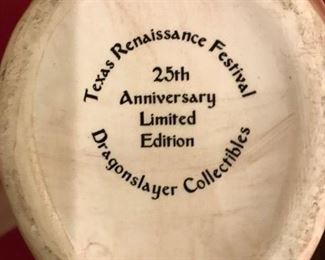 Texas Renaissance Festival
25th
Anniversary
Limited
Edition
Dragonslayer Collectibles